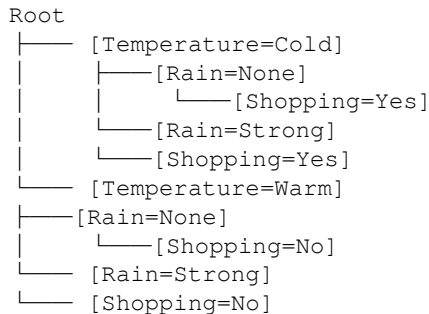 Root
├─── [Temperature=Cold]
│    ├───[Rain=None]
│    │    └───[Shopping=Yes]
│    └───[Rain=Strong]
│    └───[Shopping=Yes]
└─── [Temperature=Warm]
├───[Rain=None]
│    └───[Shopping=No]
└─── [Rain=Strong]
└─── [Shopping=No]